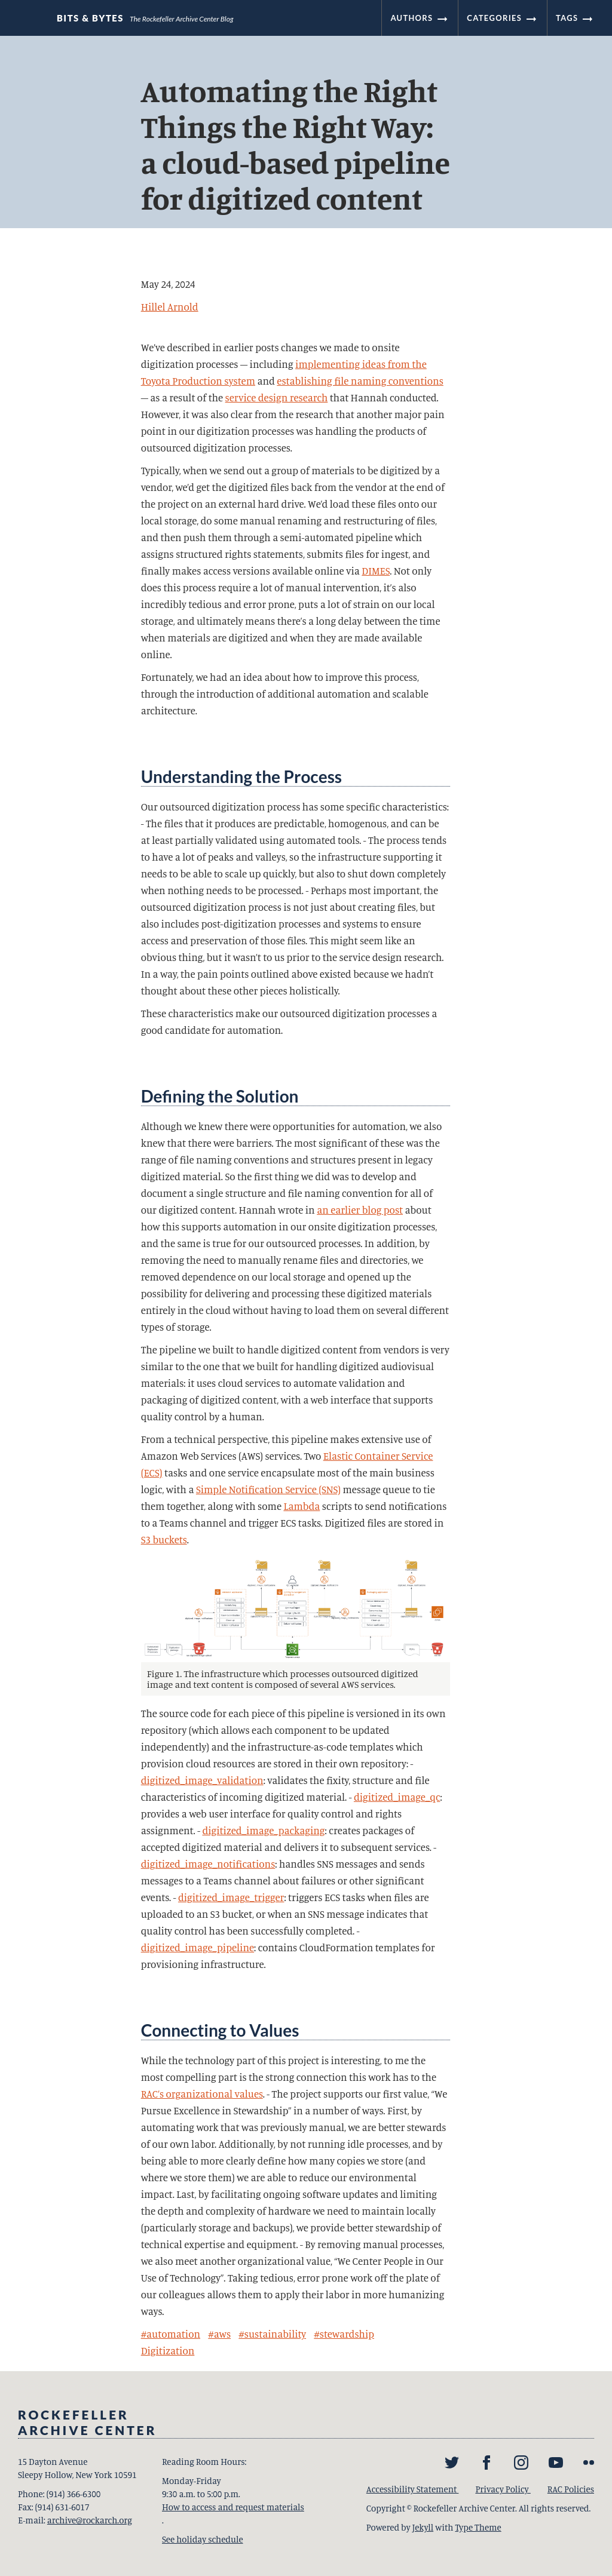 BITS & BYTES The Rockefeller Archive Center Blog
AUTHORS
CATEGORIES
TAGS
Automating the Right
Things the Right Way:
a cloud-based pipeline
for digitized content
May 24, 2024
Hillel Arnold
We've described in earlier posts changes we made to onsite
digitization processes — including implementing ideas from the
Toyota Production system and establishing file naming conventions
— as a result of the service design research that Hannah conducted.
However, it was also clear from the research that another major pain
point in our digitization processes was handling the products of
outsourced digitization processes.
Typically, when we send out a group of materials to be digitized by a
vendor, we'd get the digitized files back from the vendor at the end of
the project on an external hard drive. We'd load these files onto our
local storage, do some manual renaming and restructuring of files,
and then push them through a semi-automated pipeline which
assigns structured rights statements, submits files for ingest, and
finally makes access versions available online via DIMES. Not only
does this process require a lot of manual intervention, it's also
incredibly tedious and error prone, puts a lot of strain on our local
storage, and ultimately means there's a long delay between the time
when materials are digitized and when they are made available
online.
Fortunately, we had an idea about how to improve this process,
through the introduction of additional automation and scalable
architecture.
Understanding the Process
Our outsourced digitization process has some specific characteristics:
- The files that it produces are predictable, homogenous, and can be
at least partially validated using automated tools. - The process tends
to have a lot of peaks and valleys, so the infrastructure supporting it
needs to be able to scale up quickly, but also to shut down completely
when nothing needs to be processed. - Perhaps most important, the
outsourced digitization process is not just about creating files, but
also includes post-digitization processes and systems to ensure
access and preservation of those files. This might seem like an
obvious thing, but it wasn't to us prior to the service design research.
In a way, the pain points outlined above existed because we hadn't
thought about these other pieces holistically.
These characteristics make our outsourced digitization processes a
good candidate for automation.
Defining the Solution
Although we knew there were opportunities for automation, we also
knew that there were barriers. The most significant of these was the
range of file naming conventions and structures present in legacy
digitized material. So the first thing we did was to develop and
document a single structure and file naming convention for all of
our digitized content. Hannah wrote in an earlier blog post about
how this supports automation in our onsite digitization processes,
and the same is true for our outsourced processes. In addition, by
removing the need to manually rename files and directories, we
removed dependence on our local storage and opened up the
possibility for delivering and processing these digitized materials
entirely in the cloud without having to load them on several different
types of storage.
The pipeline we built to handle digitized content from vendors is very
similar to the one that we built for handling digitized audiovisual
materials: it uses cloud services to automate validation and
packaging of digitized content, with a web interface that supports
quality control by a human.
From a technical perspective, this pipeline makes extensive use of
Amazon Web Services (AWS) services. Two Elastic Container Service
(ECS) tasks and one service encapsulate most of the main business
logic, with a Simple Notification Service (SNS) message queue to tie
them together, along with some Lambda scripts to send notifications
to a Teams channel and trigger ECS tasks. Digitized files are stored in
S3 buckets.
Figure 1. The infrastructure which processes outsourced digitized
image and text content is composed of several AWS services.
The source code for each piece of this pipeline is versioned in its own
repository (which allows each component to be updated
independently) and the infrastructure-as-code templates which
provision cloud resources are stored in their own repository: -
digitized_image_validation: validates the fixity, structure and file
characteristics of incoming digitized material. - digitized_image_qc:
provides a web user interface for quality control and rights
assignment. - digitized_image_packaging: creates packages of
accepted digitized material and delivers it to subsequent services. -
digitized_image_notifications: handles SNS messages and sends
messages to a Teams channel about failures or other significant
events. - digitized_image_trigger: triggers ECS tasks when files are
uploaded to an S3 bucket, or when an SNS message indicates that
quality control has been successfully completed. -
digitized_image_pipeline: contains CloudFormation templates for
provisioning infrastructure.
Connecting to Values
While the technology part of this project is interesting, to me the
most compelling part is the strong connection this work has to the
RAC's organizational values. - The project supports our first value, “We
Pursue Excellence in Stewardship” in a number of ways. First, by
automating work that was previously manual, we are better stewards
of our own labor. Additionally, by not running idle processes, and by
being able to more clearly define how many copies we store (and
where we store them) we are able to reduce our environmental
impact. Last, by facilitating ongoing software updates and limiting
the depth and complexity of hardware we need to maintain locally
(particularly storage and backups), we provide better stewardship of
technical expertise and equipment. - By removing manual processes,
we also meet another organizational value, “We Center People in Our
Use of Technology”. Taking tedious, error prone work off the plate of
our colleagues allows them to apply their labor in more humanizing
ways.
#automation #aws #sustainability #stewardship
Digitization
ROCKEFELLER
ARCHIVE CENTER
15 Dayton Avenue
Sleepy Hollow, New York 10591
Phone: (914) 366-6300
Fax: (914) 631-6017
E-mail: archive@rockarch.org
Reading Room Hours:
Monday-Friday
9:30 a.m. to 5:00 p.m.
How to access and request materials
.
See holiday schedule
Accessibility Statement Privacy Policy RAC Policies
Copyright © Rockefeller Archive Center. All rights reserved.
Powered by Jekyll with Type Theme